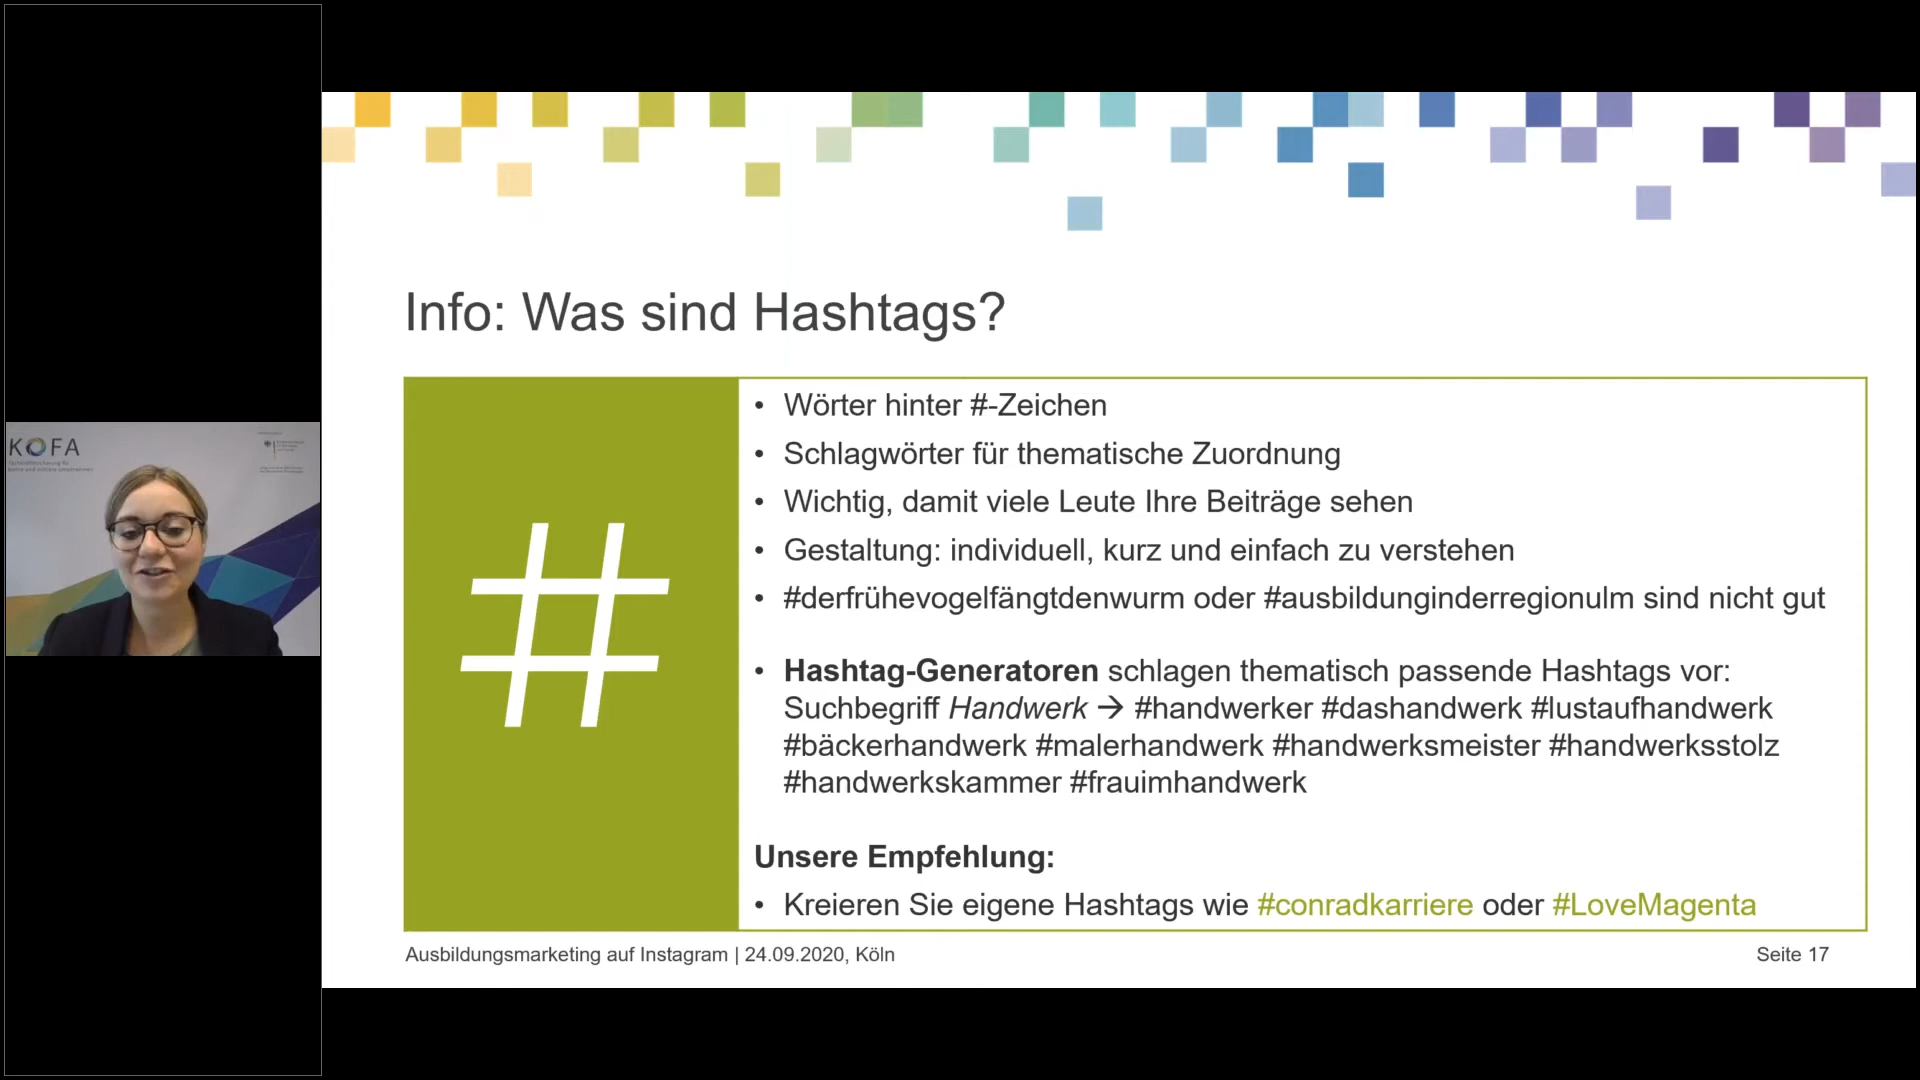 KOFA
Info: Was sind Hashtags?
• Wörter hinter #-Zeichen
• Schlagwörter für thematische Zuordnung
• Wichtig, damit viele Leute Ihre Beiträge sehen
• Gestaltung: individuell, kurz und einfach zu verstehen
• #derfrühevogelfängtdenwurm oder #ausbildunginderregionulm sind nicht gut
• Hashtag-Generatoren schlagen thematisch passende Hashtags vor:
Suchbegriff Handwerk → #handwerker #dashandwerk #lustaufhandwerk
#bäckerhandwerk #malerhandwerk #handwerksmeister #handwerksstolz
#handwerkskammer #frauimhandwerk
#
Unsere Empfehlung:
• Kreieren Sie eigene Hashtags wie #conradkarriere oder #LoveMagenta
Ausbildungsmarketing auf Instagram | 24.09.2020, Köln
Seite 17